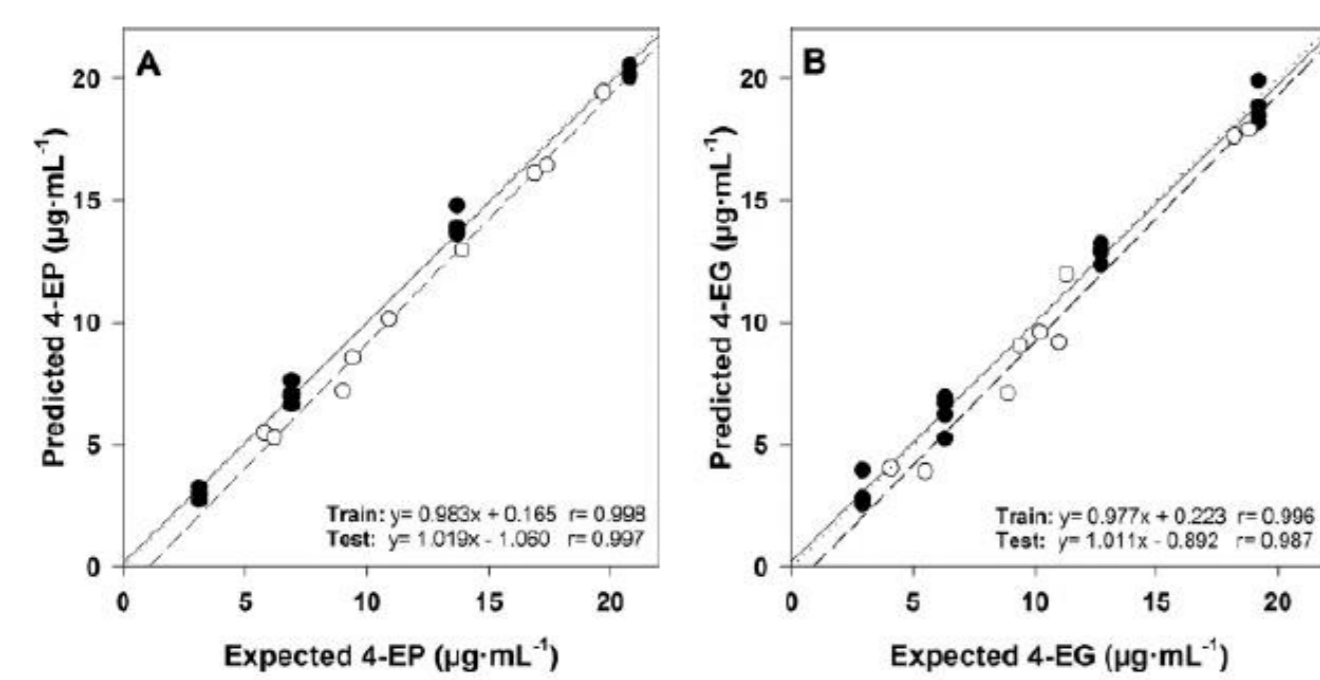 A
20
15
10
5
0
Predicted 4-EP (µg·mL⁻¹)
Train: y= 0.983x + 0.165 r= 0.998
Test: y= 1.019x - 1.060 r= 0.997
0 5 10 15 20
Expected 4-EP (µg·mL⁻¹)
B
20
15
10
5
0
Predicted 4-EG (µg·mL⁻¹)
Train: y= 0.977x + 0.223 r= 0.996
Test: y= 1.011x - 0.892 r= 0.987
0 5 10 15 20
Expected 4-EG (µg·mL⁻¹)